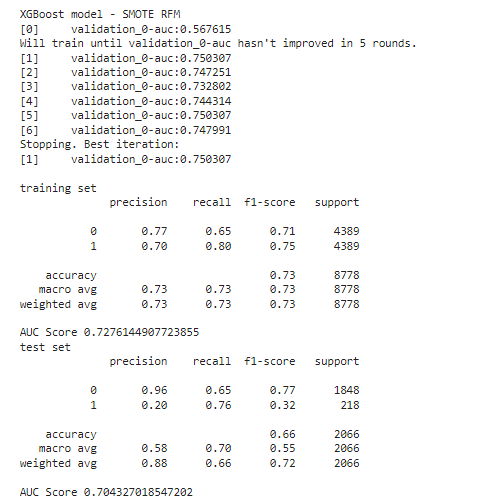 XGBoost model - SMOTE RFM
[0] validation_0-auc:0.567615
Will train until validation_0-auc hasn't improved in 5 rounds.
[1] validation_0-auc:0.750307
[2] validation_0-auc:0.747251
[3] validation_0-auc:0.732802
[4] validation_0-auc:0.744314
[5] validation_0-auc:0.750307
[6] validation_0-auc:0.747991
Stopping. Best iteration:
[1] validation_0-auc:0.750307
training set
precision recall f1-score support
0 0.77 0.65 0.71 4389
1 0.70 0.80 0.75 4389
accuracy 0.73 8778
macro avg 0.73 0.73 0.73 8778
weighted avg 0.73 0.73 0.73 8778
AUC Score 0.7276144907723855
test set
precision recall f1-score support
0 0.96 0.65 0.77 1848
1 0.20 0.76 0.32 218
accuracy 0.66 2066
macro avg 0.58 0.70 0.55 2066
weighted avg 0.88 0.66 0.72 2066
AUC Score 0.704327018547202